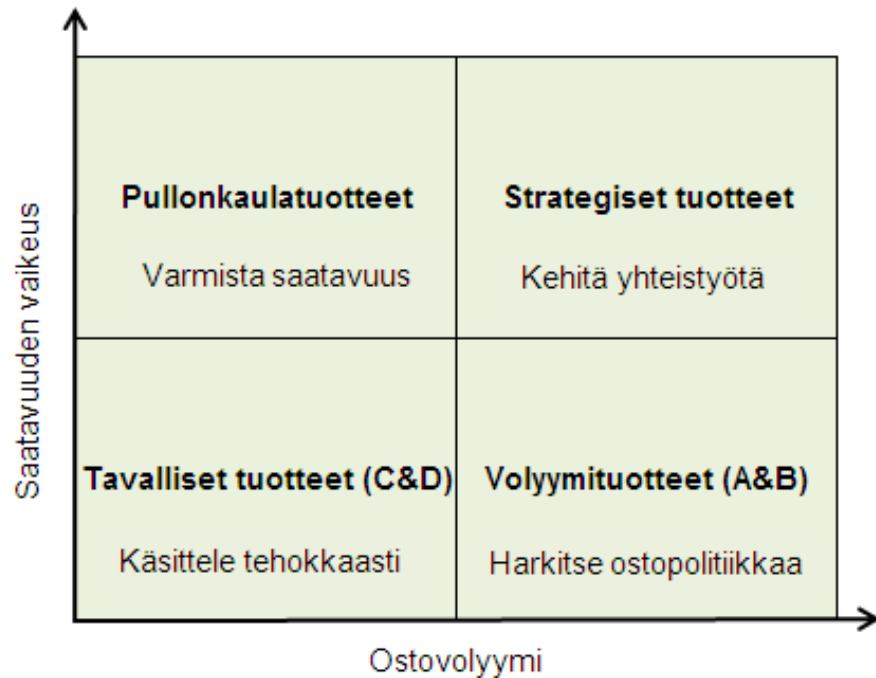 Saatavuuden vaikeus
Pullonkaulatuotteet
Varmista saatavuus
Strategiset tuotteet
Kehitä yhteistyötä
Tavalliset tuotteet (C&D)
Käsittele tehokkaasti
Volyymituotteet (A&B)
Harkitse ostopolitiikkaa
Ostovolyymi